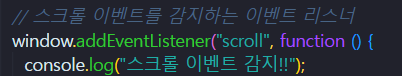 // 스크롤 이벤트를 감지하는 이벤트 리스너
window.addEventListener("scroll", function () {
console.log("스크롤 이벤트 감지!!");